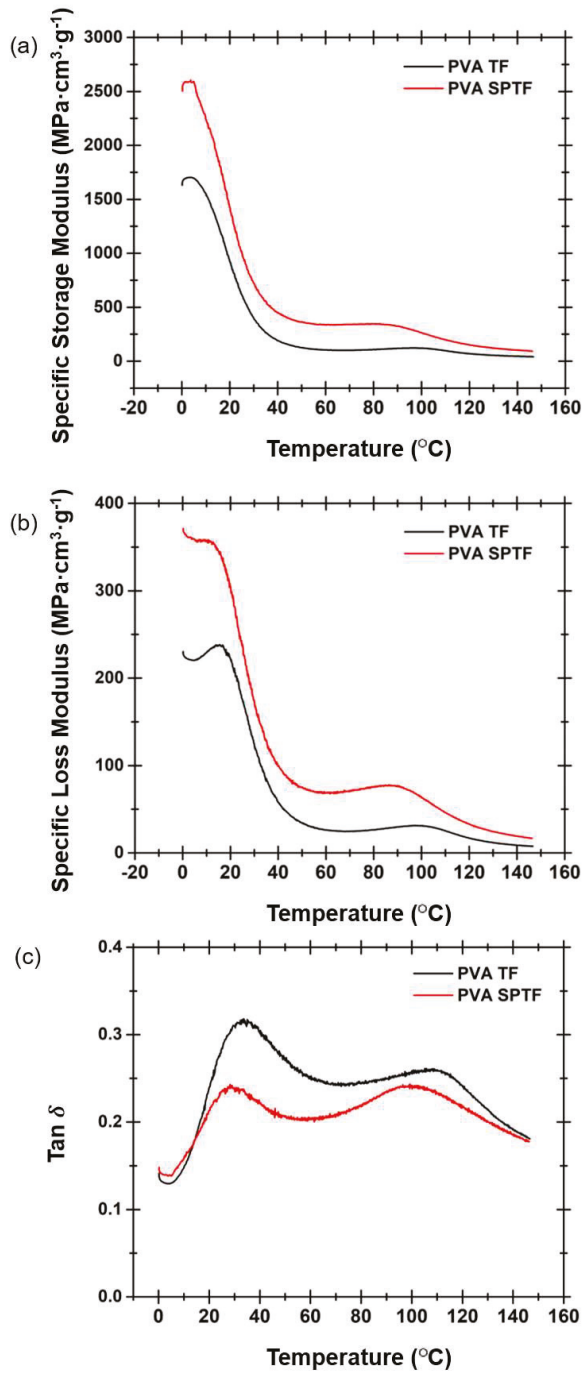 (a)
3000
2500
2000
1500
1000
500
0
PVA TF
PVA SPTF
Specific Storage Modulus (MPa·cm³·g⁻¹)
-20 0 20 40 60 80 100 120 140 160
Temperature (°C)
(b)
400
300
200
100
0
PVA TF
PVA SPTF
Specific Loss Modulus (MPa·cm³·g⁻¹)
-20 0 20 40 60 80 100 120 140 160
Temperature (°C)
(c)
0.4
0.3
0.2
0.1
0.0
PVA TF
PVA SPTF
Tan δ
0 20 40 60 80 100 120 140 160
Temperature (°C)